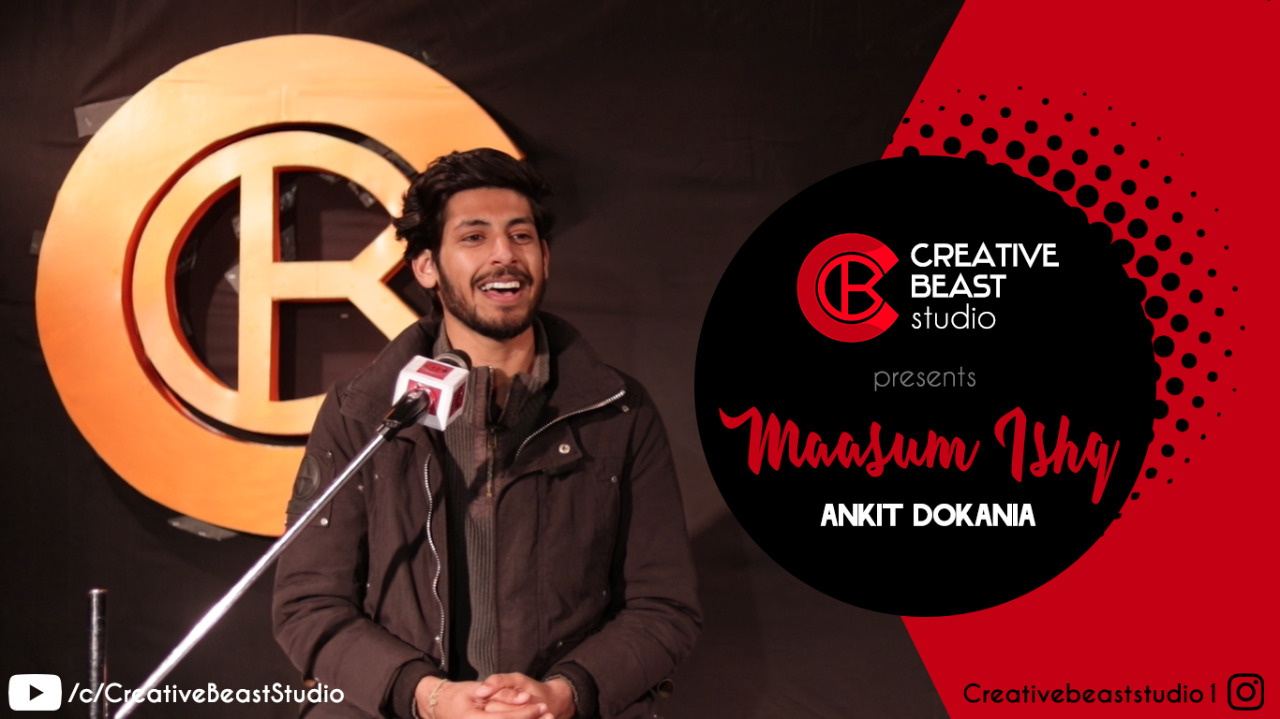 CREATIVE
BEAST
studio
presents
Maasum Ishq
ANKIT DOKANIA
/c/CreativeBeastStudio
Creativebeaststudio1